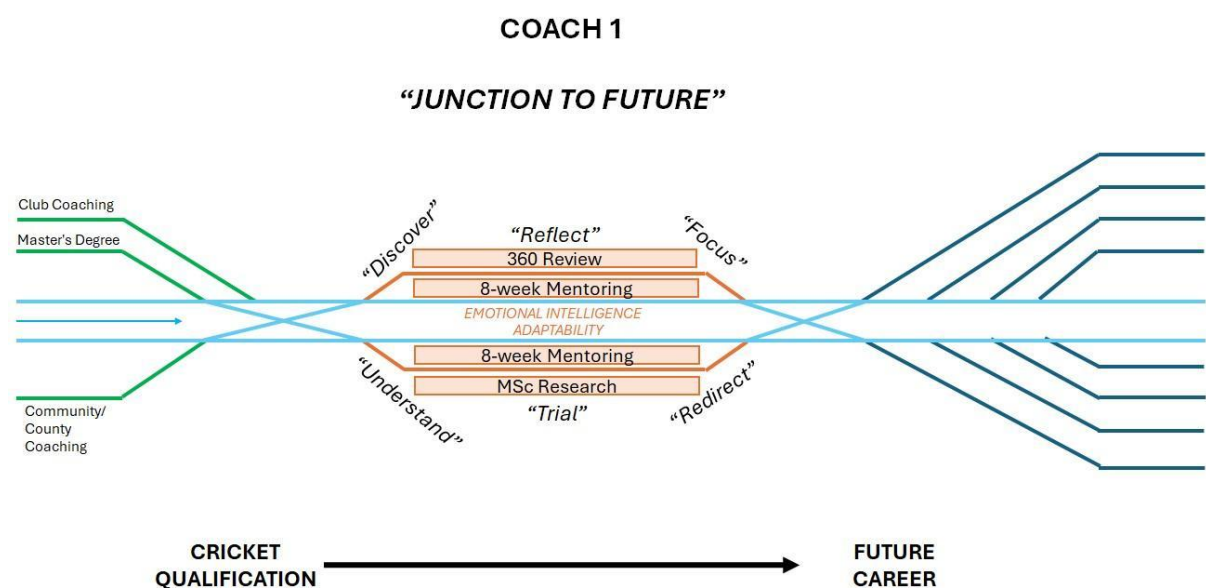 COACH 1
“JUNCTION TO FUTURE”
Club Coaching
Master's Degree
Community/
County
Coaching
“Discover”
“Reflect”
“Focus”
360 Review
8-week Mentoring
EMOTIONAL INTELLIGENCE
ADAPTABILITY
8-week Mentoring
MSc Research
“Understand”
“Trial”
“Redirect”
CRICKET
QUALIFICATION
FUTURE
CAREER